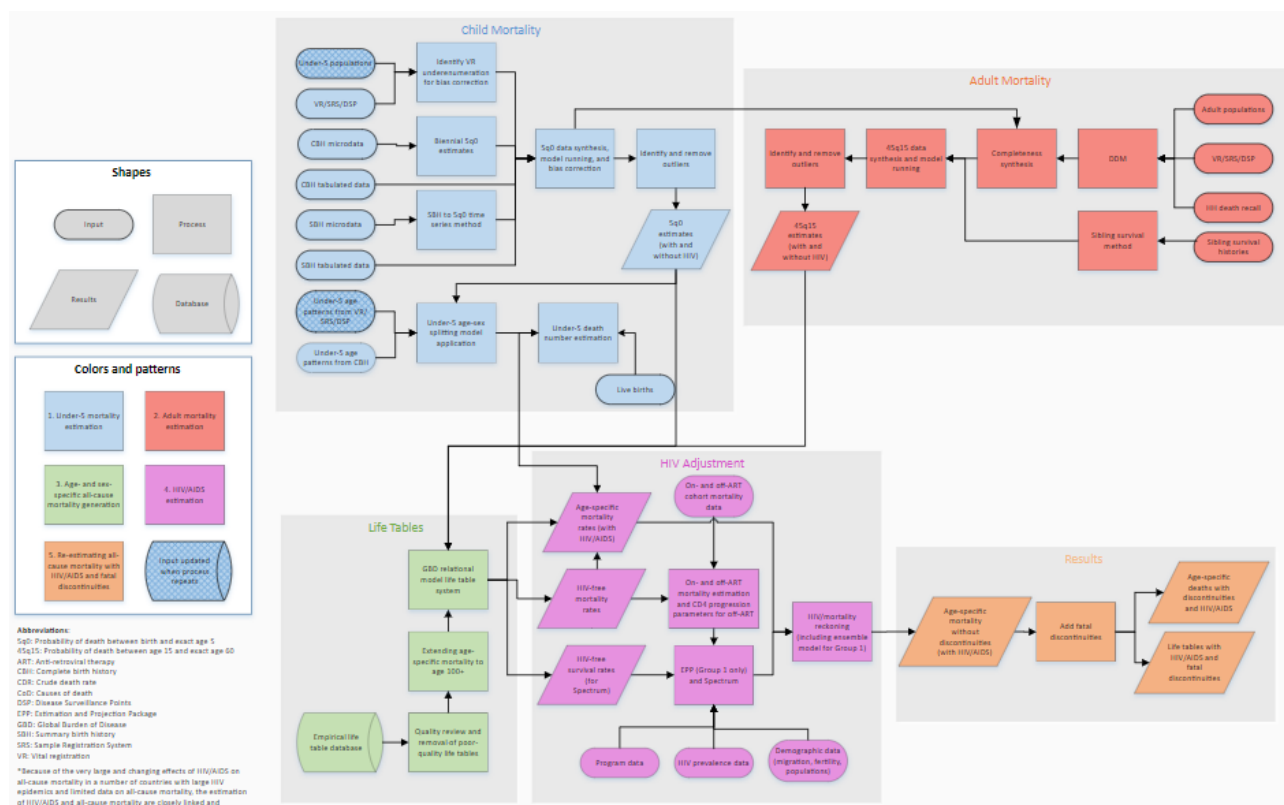 Child Mortality
Under-5 populations
VR/SRS/DSP
CBH microdata
CBH tabulated data
SBH microdata
SBH tabulated data
Under-5 age
patterns from VR/
SRS/DSP
Under-5 age
patterns from CBH
Identify VR
underenumeration
for bias correction
Biennial 5q0
estimates
SBH to 5q0 time
series method
5q0 data synthesis,
model running, and
bias correction
Identify and remove
outliers
5q0
estimates
(with and
without HIV)
Under-5 age-sex
splitting model
application
Under-5 death
number estimation
Live births
Adult Mortality
Identify and remove
outliers
45q15 data
synthesis and model
running
Completeness
synthesis
DDM
Adult populations
VR/SRS/DSP
HH death recall
Sibling survival
histories
Sibling survival
method
45q15
estimates
(with and
without HIV)
Shapes
Input
Process
Results
Database
Colors and patterns
1. Under-5 mortality
estimation
2. Adult mortality
estimation
3. Age- and sex-
specific all-cause
mortality generation
4. HIV/AIDS
estimation
5. Re-estimating all-
cause mortality with
HIV/AIDS and fatal
discontinuities
Input updated
when process
repeats
Life Tables
GBD relational
model life table
system
Extending age-
specific mortality to
age 100+
Empirical life
table database
Quality review and
removal of poor-
quality life tables
HIV Adjustment
On- and off-ART
cohort mortality
data
Age-specific
mortality
rates (with
HIV/AIDS)
HIV-free
mortality
rates
HIV-free
survival rates
(for
Spectrum)
On- and off-ART
mortality estimation
and CD4 progression
parameters for off-ART
EPP (Group 1 only)
and Spectrum
HIV/mortality
reckoning
(including ensemble
model for Group 1)
Program data
HIV prevalence data
Demographic data
(migration, fertility,
populations)
Results
Age-specific
mortality
without
discontinuities
(with HIV/AIDS)
Add fatal
discontinuities
Age-specific
deaths with
discontinuities
and HIV/AIDS
Life tables with
HIV/AIDS and
fatal
discontinuities
Abbreviations:
5q0: Probability of death between birth and exact age 5
45q15: Probability of death between age 15 and exact age 60
ART: Anti-retroviral therapy
CBH: Complete birth history
CDR: Crude death rate
CoD: Causes of death
DSP: Disease Surveillance Points
EPP: Estimation and Projection Package
GBD: Global Burden of Disease
SBH: Summary birth history
SRS: Sample Registration System
VR: Vital registration
*Because of the very large and changing effects of HIV/AIDS on
all-cause mortality in a number of countries with large HIV
epidemics and limited data on all-cause mortality, the estimation
of HIV/AIDS and all-cause mortality are closely linked and